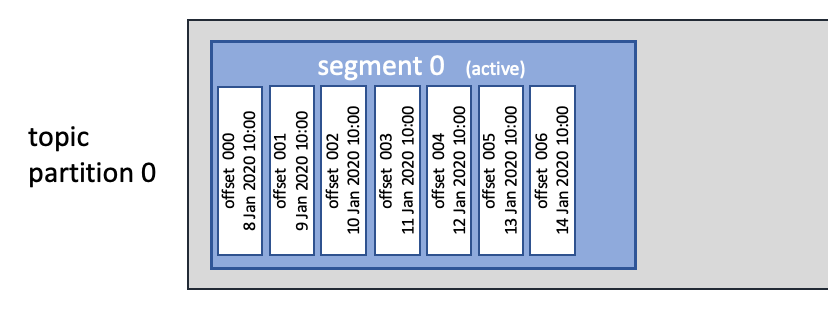 segment 0 (active)
topic
partition 0
offset 000
8 Jan 2020 10:00
offset 001
9 Jan 2020 10:00
offset 002
10 Jan 2020 10:00
offset 003
11 Jan 2020 10:00
offset 004
12 Jan 2020 10:00
offset 005
13 Jan 2020 10:00
offset 006
14 Jan 2020 10:00